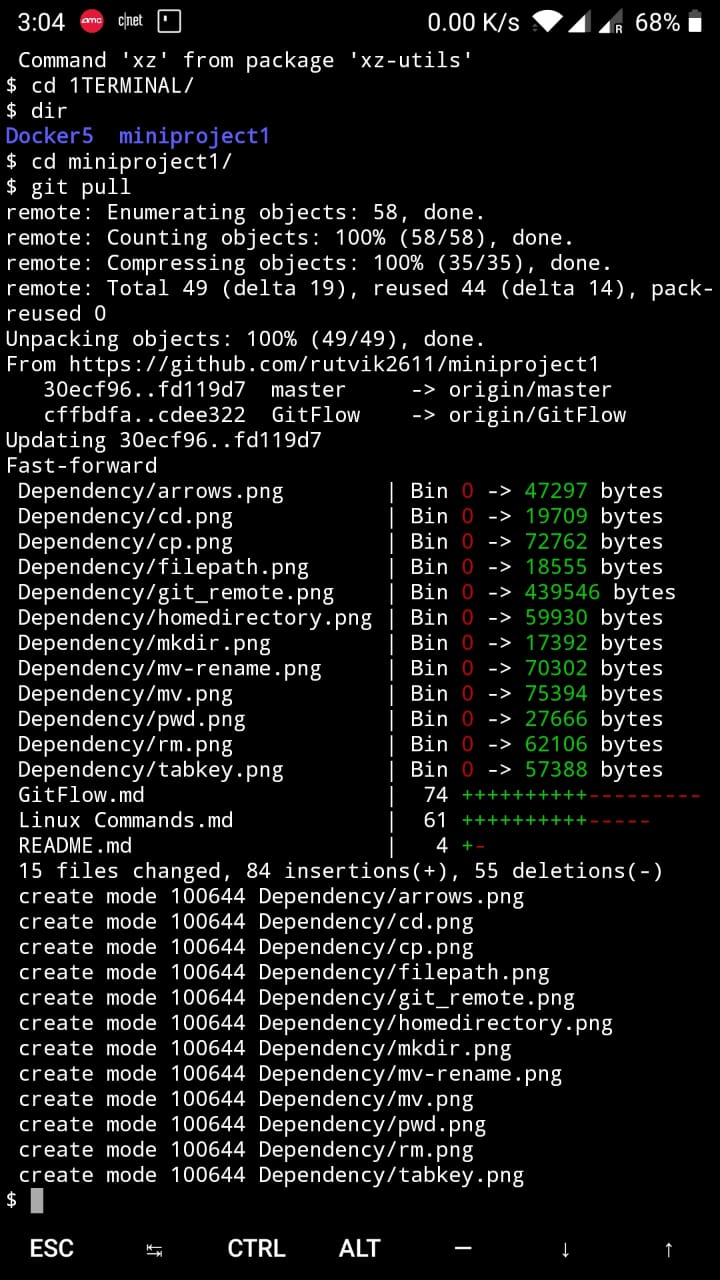 3:04 amc c|net 0.00 K/s R 68%
Command 'xz' from package 'xz-utils'
$ cd 1TERMINAL/
$ dir
Docker5  miniproject1
$ cd miniproject1/
$ git pull
remote: Enumerating objects: 58, done.
remote: Counting objects: 100% (58/58), done.
remote: Compressing objects: 100% (35/35), done.
remote: Total 49 (delta 19), reused 44 (delta 14), pack-
reused 0
Unpacking objects: 100% (49/49), done.
From https://github.com/rutvik2611/miniproject1
   30ecf96..fd119d7  master     -> origin/master
   cffbdfa..cdee322  GitFlow    -> origin/GitFlow
Updating 30ecf96..fd119d7
Fast-forward
 Dependency/arrows.png        | Bin 0 -> 47297 bytes
 Dependency/cd.png            | Bin 0 -> 19709 bytes
 Dependency/cp.png            | Bin 0 -> 72762 bytes
 Dependency/filepath.png      | Bin 0 -> 18555 bytes
 Dependency/git_remote.png    | Bin 0 -> 439546 bytes
 Dependency/homedirectory.png | Bin 0 -> 59930 bytes
 Dependency/mkdir.png         | Bin 0 -> 17392 bytes
 Dependency/mv-rename.png     | Bin 0 -> 70302 bytes
 Dependency/mv.png            | Bin 0 -> 75394 bytes
 Dependency/pwd.png           | Bin 0 -> 27666 bytes
 Dependency/rm.png            | Bin 0 -> 62106 bytes
 Dependency/tabkey.png        | Bin 0 -> 57388 bytes
 GitFlow.md                   |  74 ++++++++++---------
 Linux Commands.md            |  61 ++++++++++-----
 README.md                    |   4 +-
 15 files changed, 84 insertions(+), 55 deletions(-)
 create mode 100644 Dependency/arrows.png
 create mode 100644 Dependency/cd.png
 create mode 100644 Dependency/cp.png
 create mode 100644 Dependency/filepath.png
 create mode 100644 Dependency/git_remote.png
 create mode 100644 Dependency/homedirectory.png
 create mode 100644 Dependency/mkdir.png
 create mode 100644 Dependency/mv-rename.png
 create mode 100644 Dependency/mv.png
 create mode 100644 Dependency/pwd.png
 create mode 100644 Dependency/rm.png
 create mode 100644 Dependency/tabkey.png
$
ESC ↹ CTRL ALT — ↓ ↑